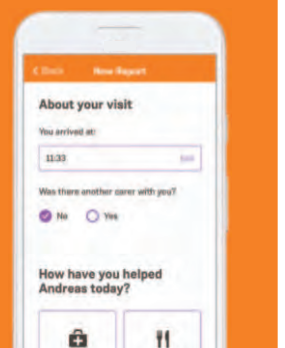 < Back New Report
About your visit
You arrived at:
11:33 Edit
Was there another carer with you?
No Yes
How have you helped
Andreas today?